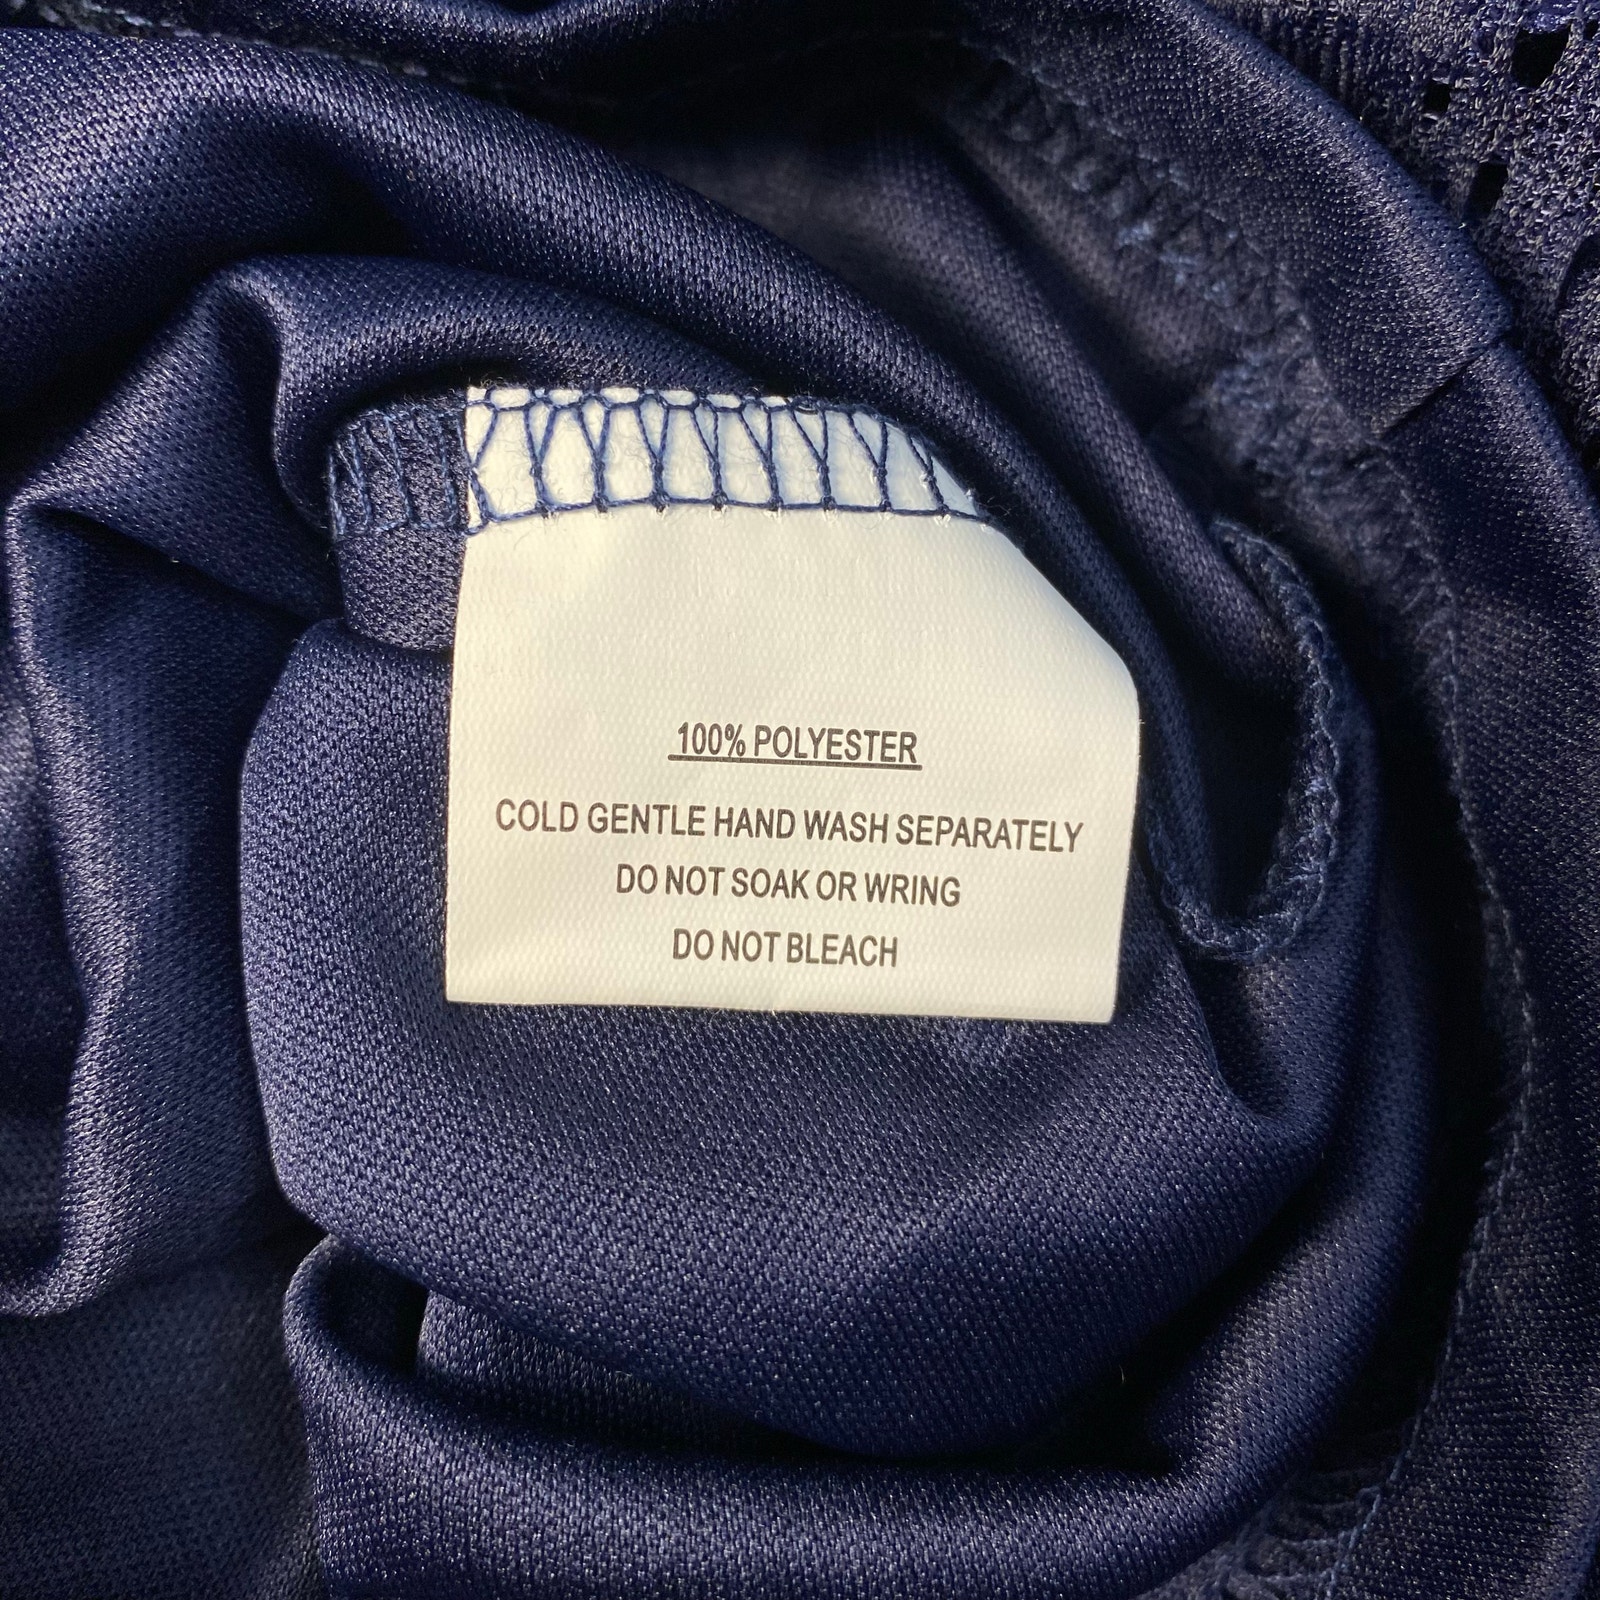 100% POLYESTER
COLD GENTLE HAND WASH SEPARATELY
DO NOT SOAK OR WRING
DO NOT BLEACH